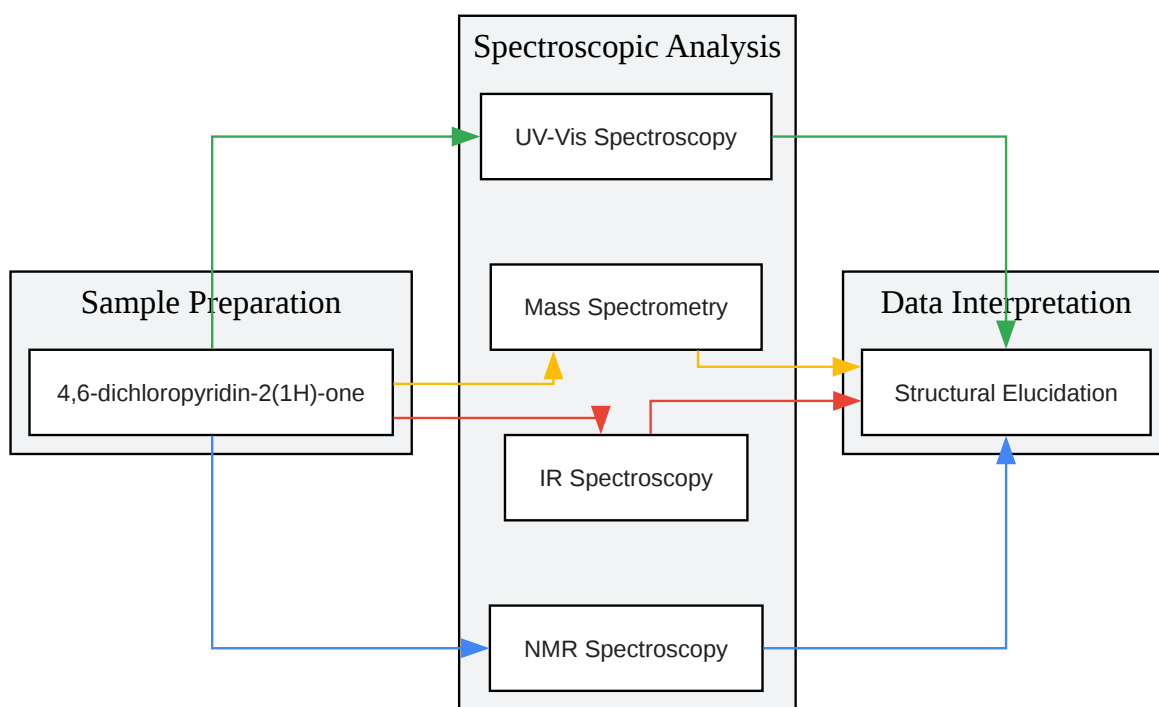 Spectroscopic Analysis
UV-Vis Spectroscopy
Sample Preparation
Mass Spectrometry
Data Interpretation
4,6-dichloropyridin-2(1H)-one
Structural Elucidation
IR Spectroscopy
NMR Spectroscopy